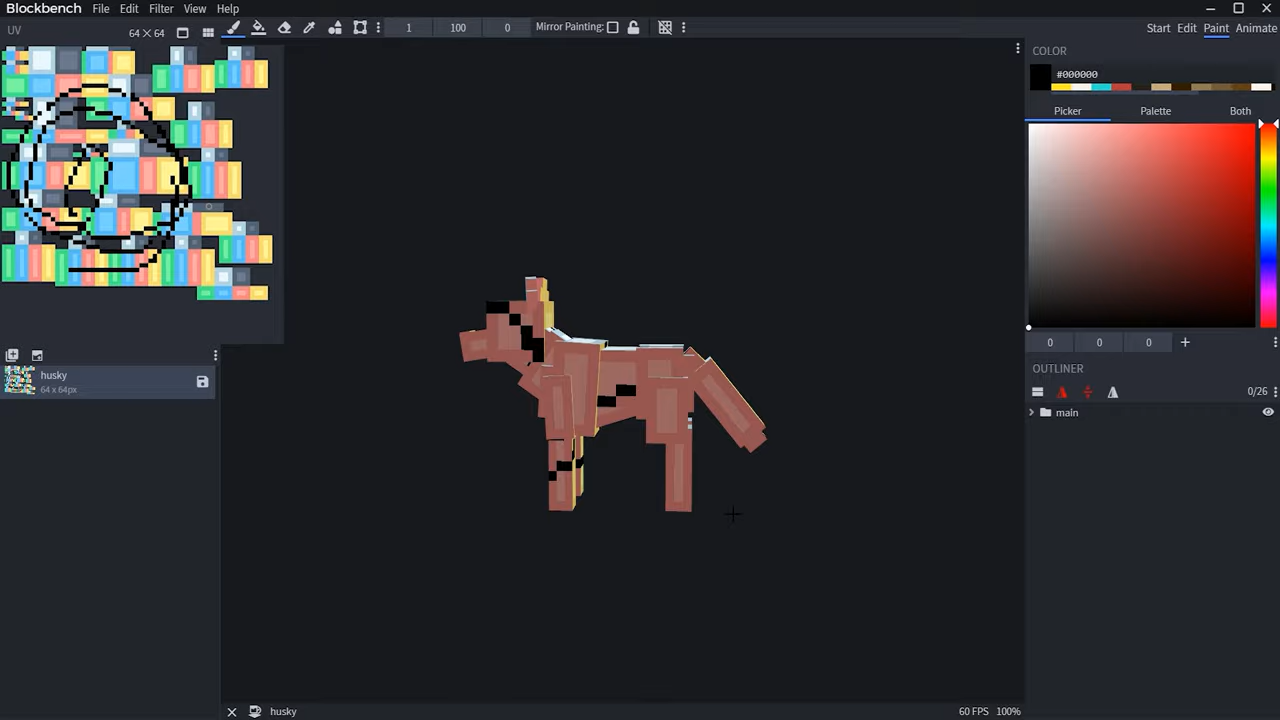 Blockbench File Edit Filter View Help
UV 64 × 64 1 100 0 Mirror Painting: Start Edit Paint Animate
COLOR
#000000
Picker Palette Both
0 0 0
husky
64 x 64px
OUTLINER
0/26
main
husky 60 FPS 100%